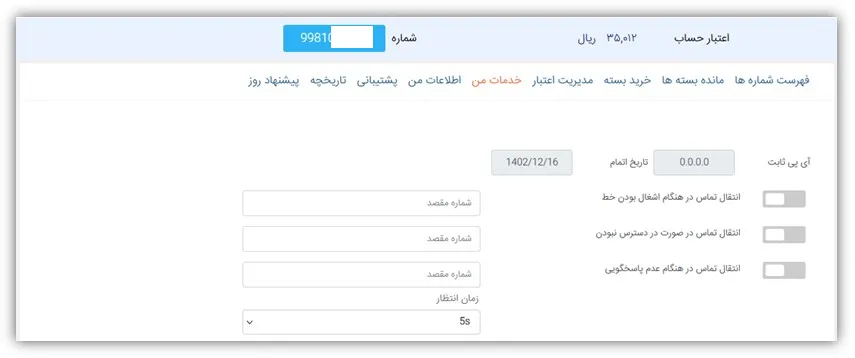 اعتبار حساب ۳۵,۰۱۲ ریال شماره 99810
فهرست شماره ها مانده بسته ها خرید بسته مدیریت اعتبار خدمات من اطلاعات من پشتیبانی تاریخچه پیشنهاد روز
آی پی ثابت 0.0.0.0 تاریخ اتمام 1402/12/16
انتقال تماس در هنگام اشغال بودن خط شماره مقصد
انتقال تماس در صورت در دسترس نبودن شماره مقصد
انتقال تماس در هنگام عدم پاسخگویی شماره مقصد
زمان انتظار
5s